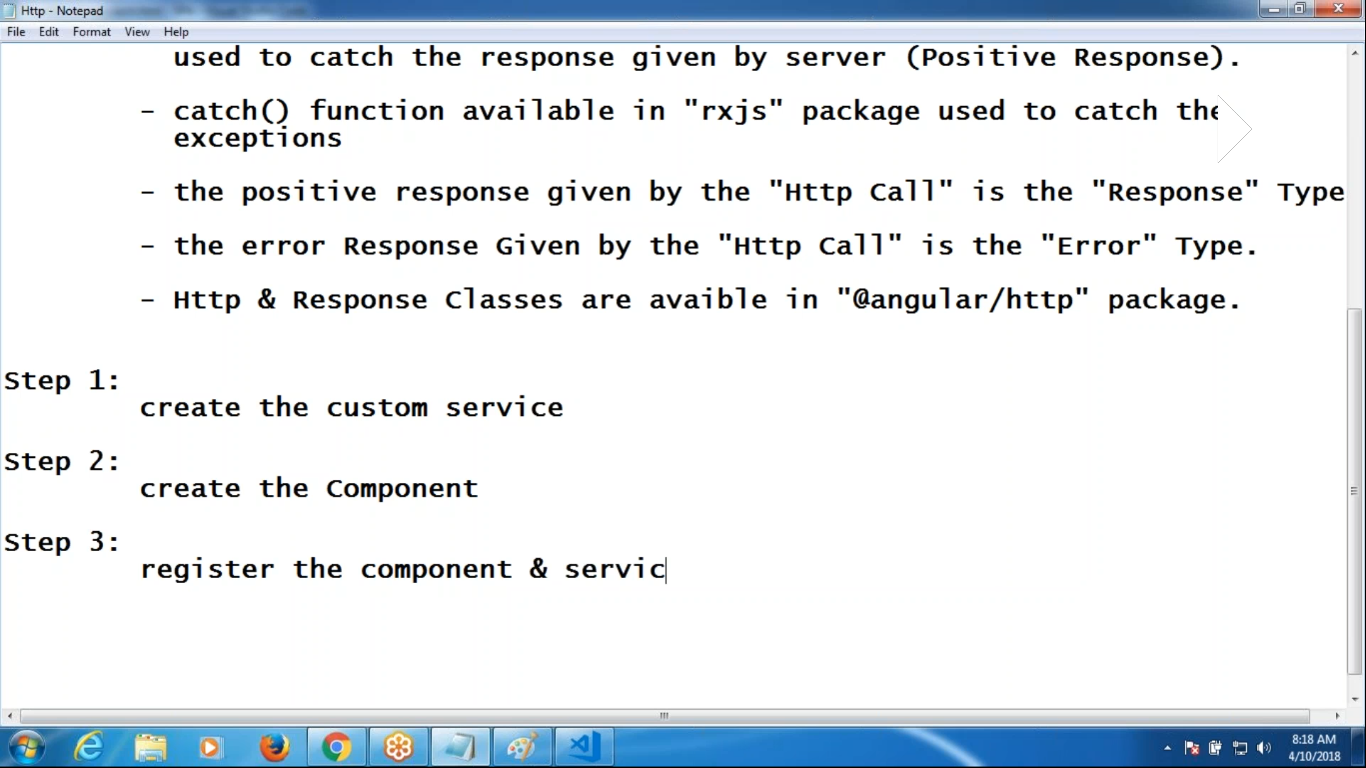 Http - Notepad
File Edit Format View Help
used to catch the response given by server (Positive Response).
- catch() function available in "rxjs" package used to catch the
exceptions
- the positive response given by the "Http Call" is the "Response" Type
- the error Response Given by the "Http Call" is the "Error" Type.
- Http & Response Classes are avaible in "@angular/http" package.
Step 1:
create the custom service
Step 2:
create the Component
Step 3:
register the component & servic
8:18 AM
4/10/2018